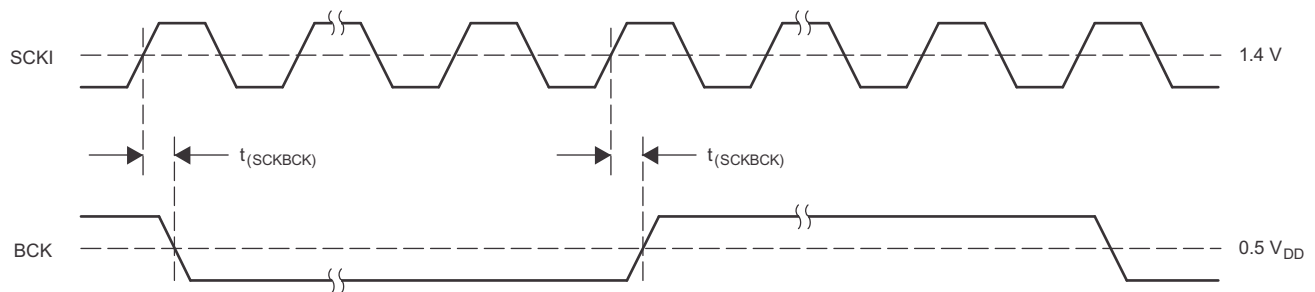 SCKI
1.4 V
t(SCKBCK)
t(SCKBCK)
BCK
0.5 VDD